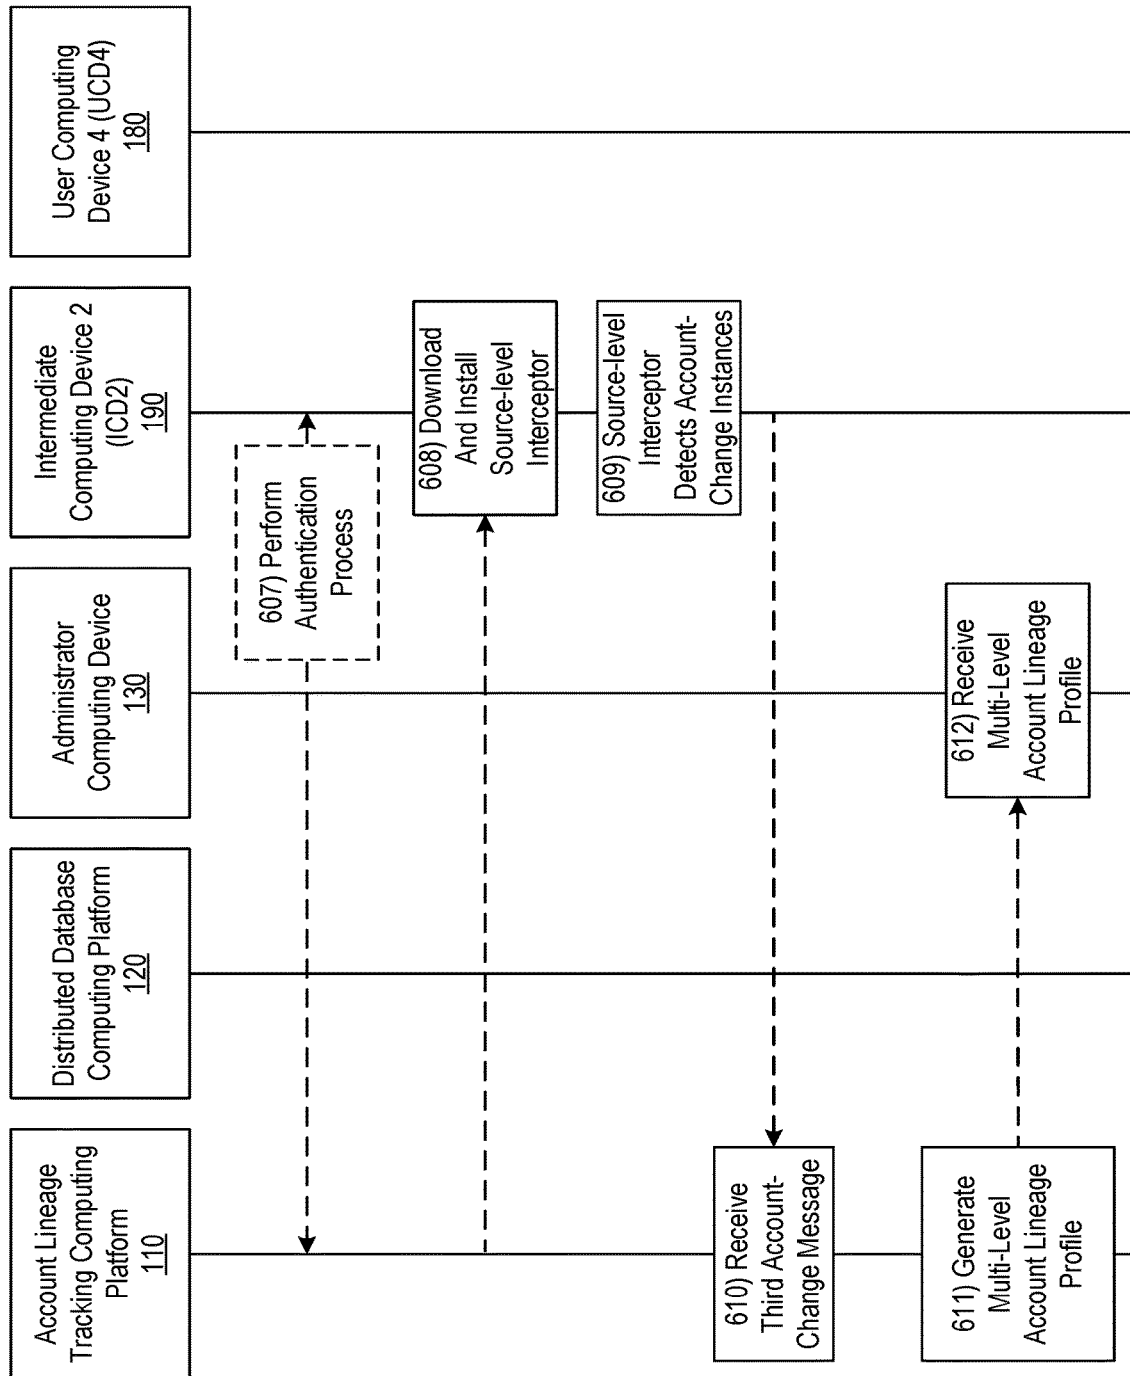 Account Lineage
Tracking Computing
Platform
110
Distributed Database
Computing Platform
120
Administrator
Computing Device
130
Intermediate
Computing Device 2
(ICD2)
190
User Computing
Device 4 (UCD4)
180
607) Perform
Authentication
Process
608) Download
And Install
Source-level
Interceptor
609) Source-level
Interceptor
Detects Account-
Change Instances
610) Receive
Third Account-
Change Message
611) Generate
Multi-Level
Account Lineage
Profile
612) Receive
Multi-Level
Account Lineage
Profile